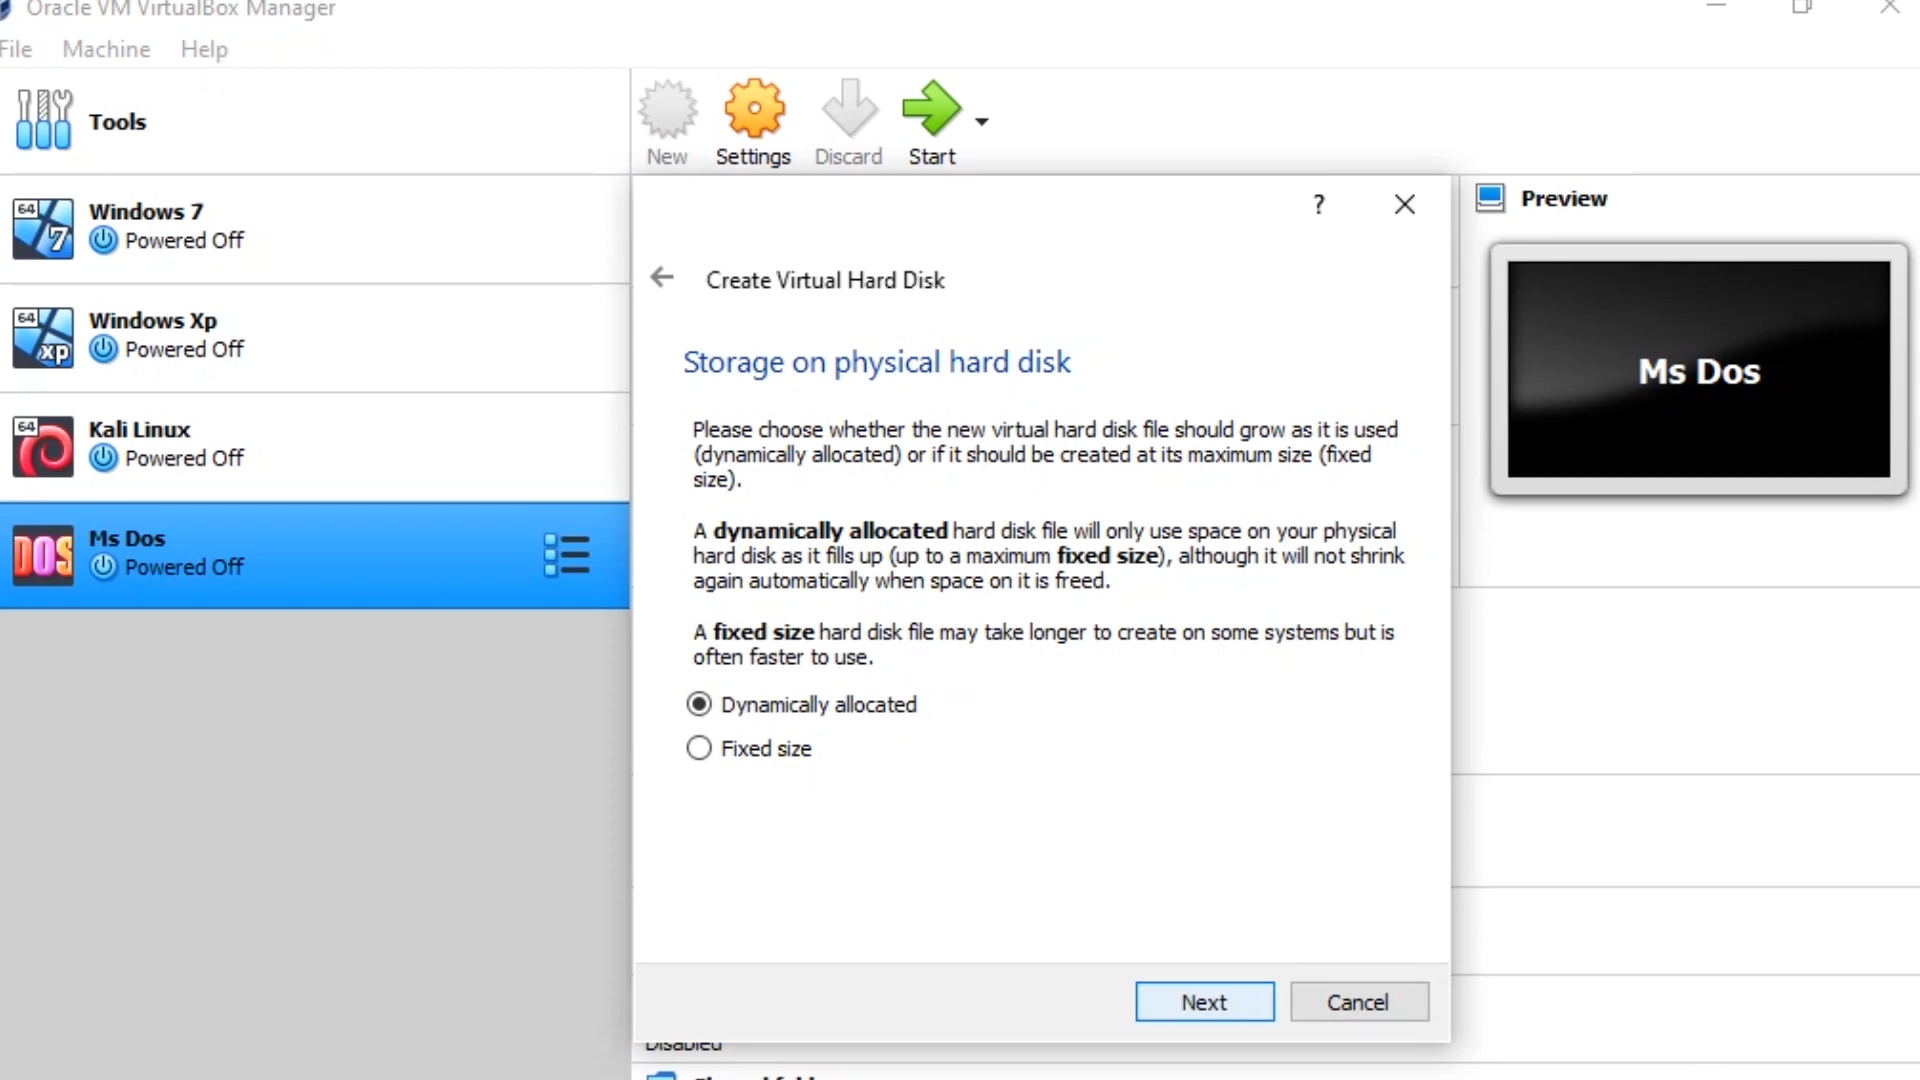 Oracle VM VirtualBox Manager
File Machine Help
Tools
New Settings Discard Start
64
7
Windows 7
Powered Off
64
xp
Windows Xp
Powered Off
64
Kali Linux
Powered Off
DOS
Ms Dos
Powered Off
?
Create Virtual Hard Disk
Storage on physical hard disk
Please choose whether the new virtual hard disk file should grow as it is used
(dynamically allocated) or if it should be created at its maximum size (fixed
size).
A dynamically allocated hard disk file will only use space on your physical
hard disk as it fills up (up to a maximum fixed size), although it will not shrink
again automatically when space on it is freed.
A fixed size hard disk file may take longer to create on some systems but is
often faster to use.
Dynamically allocated
Fixed size
Next Cancel
Preview
Ms Dos
Disabled